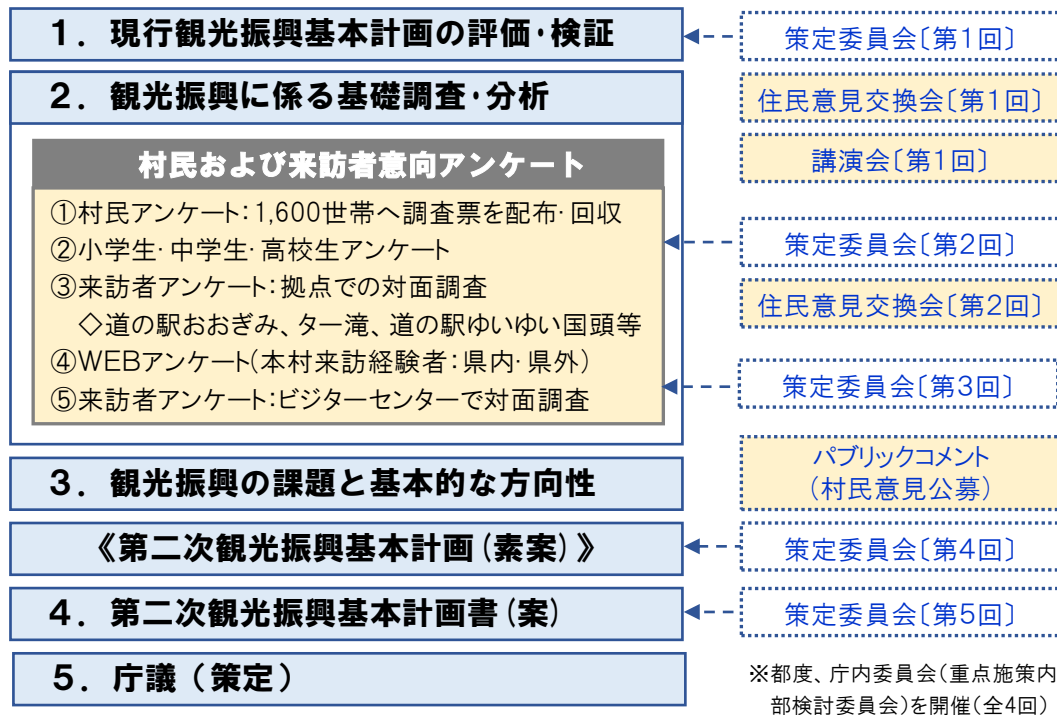 1．現行観光振興基本計画の評価･検証
2．観光振興に係る基礎調査･分析
村民および来訪者意向アンケート
①村民アンケート：1,600世帯へ調査票を配布･回収
②小学生･中学生･高校生アンケート
③来訪者アンケート：拠点での対面調査
◇道の駅おおぎみ、ター滝、道の駅ゆいゆい国頭等
④WEBアンケート(本村来訪経験者：県内･県外）
⑤来訪者アンケート：ビジターセンターで対面調査
3．観光振興の課題と基本的な方向性
《第二次観光振興基本計画(素案)》
4．第二次観光振興基本計画書(案)
5．庁議（策定）
策定委員会〔第1回〕
住民意見交換会〔第1回〕
講演会〔第1回〕
策定委員会〔第2回〕
住民意見交換会〔第2回〕
策定委員会〔第3回〕
パブリックコメント
（村民意見公募）
策定委員会〔第4回〕
策定委員会〔第5回〕
※都度、庁内委員会(重点施策内
部検討委員会)を開催(全4回）